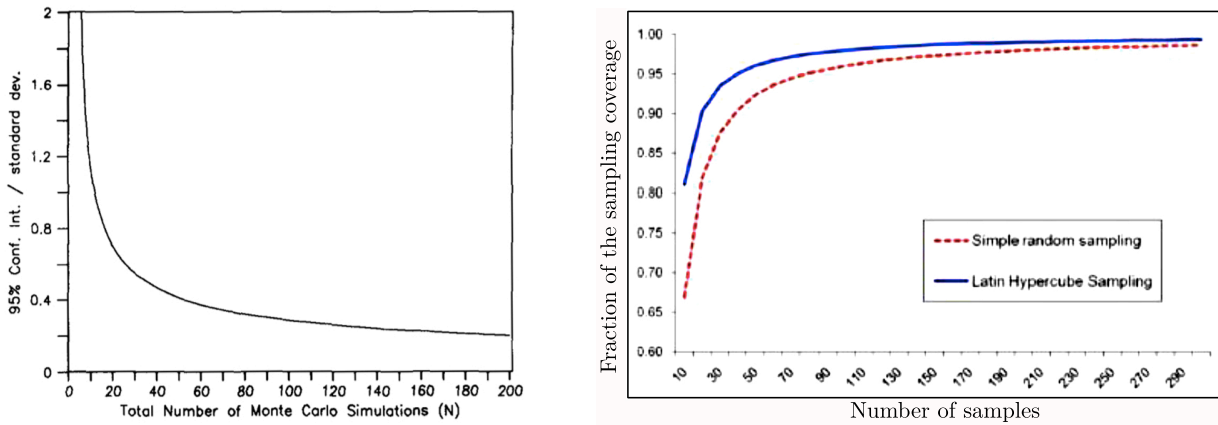 2
1.6
1.2
0.8
0.4
0
95% Conf. Int. / standard dev.
0 20 40 60 80 100 120 140 160 180 200
Total Number of Monte Carlo Simulations (N)
1.00
0.95
0.90
0.85
0.80
0.75
0.70
0.65
0.60
Fraction of the sampling coverage
Simple random sampling
Latin Hypercube Sampling
10 30 50 70 90 110 130 150 170 190 210 230 250 270 290
Number of samples